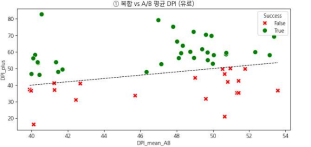 ① 복합 vs A/B 평균 DPI (유료)
Success
False
True
DPI_plus
80
70
60
50
40
30
20
40 42 44 46 48 50 52 54
DPI_mean_AB